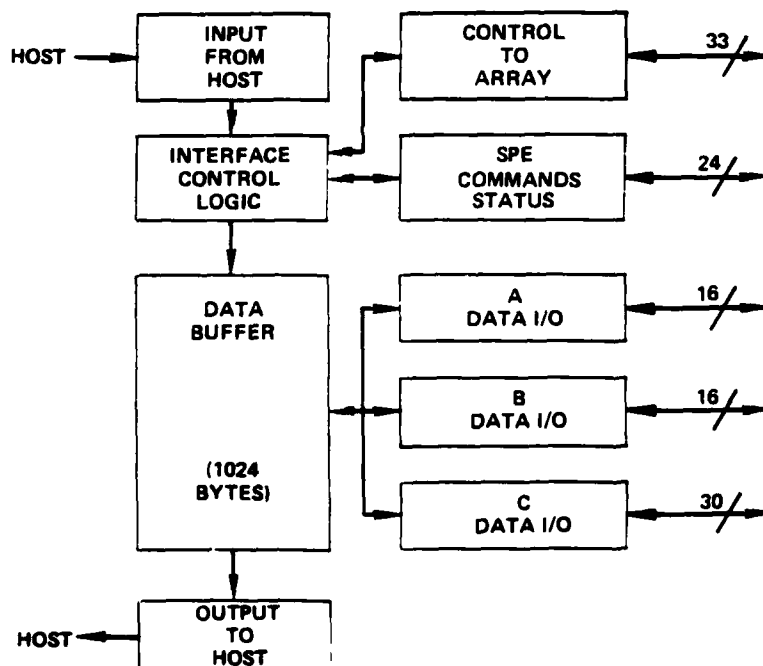 HOST
INPUT
FROM
HOST
CONTROL
TO
ARRAY
33
INTERFACE
CONTROL
LOGIC
SPE
COMMANDS
STATUS
24
DATA
BUFFER
(1024
BYTES)
A
DATA I/O
16
B
DATA I/O
16
C
DATA I/O
30
HOST
OUTPUT
TO
HOST